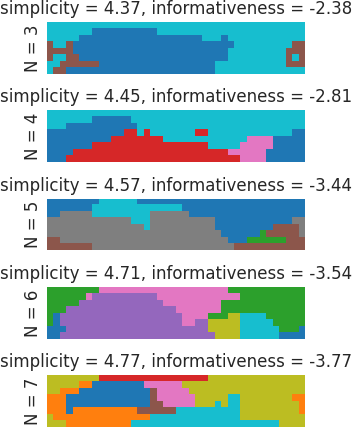 simplicity = 4.37, informativeness = -2.38
N = 3
simplicity = 4.45, informativeness = -2.81
N = 4
simplicity = 4.57, informativeness = -3.44
N = 5
simplicity = 4.71, informativeness = -3.54
N = 6
simplicity = 4.77, informativeness = -3.77
N = 7